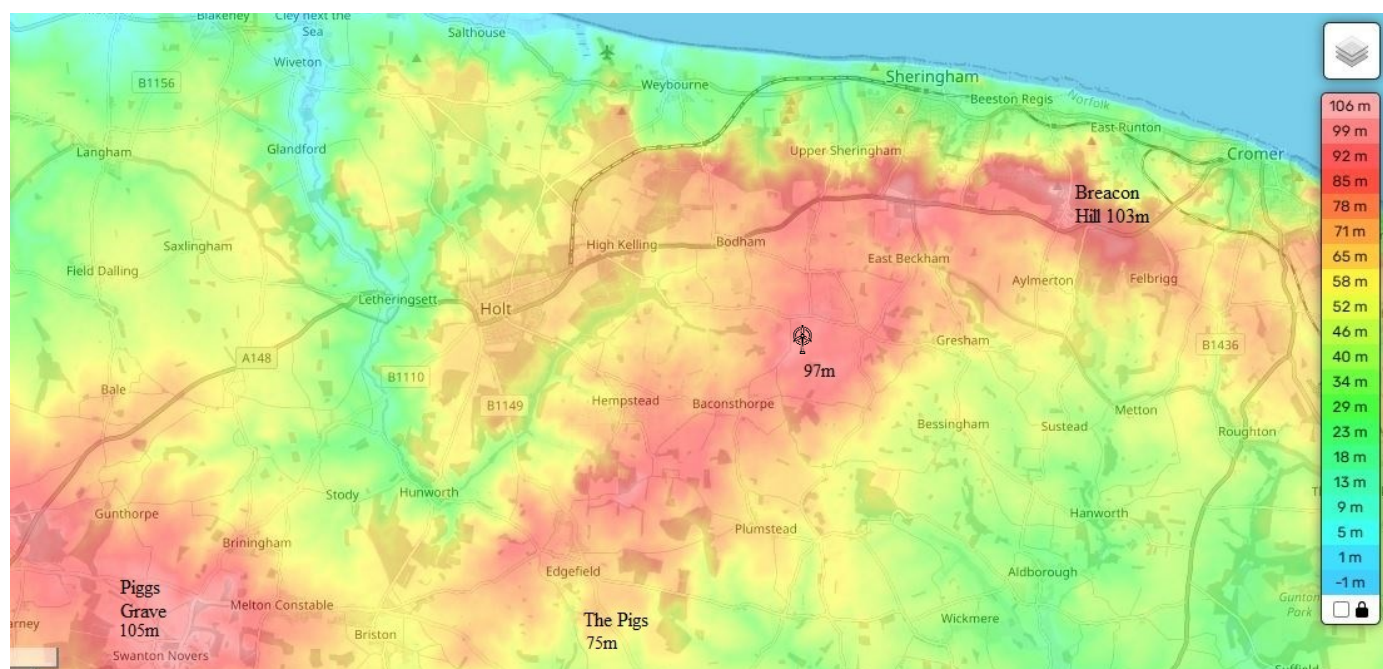 Blakeney
Cley next the
Sea
Wiveton
Salthouse
B1156
Weybourne
Sheringham
Beeston Regis
Norfolk
East Runton
Cromer
Langham
Glandford
Upper Sheringham
Breacon
Hill 103m
Saxlingham
High Kelling
Bodham
East Beckham
Field Dalling
Aylmerton
Felbrigg
Letheringsett
Holt
A148
Gresham
B1436
97m
B1110
Bale
B1149
Hempstead
Baconsthorpe
Metton
Bessingham
Sustead
Roughton
Stody
Hunworth
Gunthorpe
Hanworth
Plumstead
Briningham
Edgefield
Aldborough
Piggs
Grave
105m
Melton Constable
The Pigs
75m
Gunton
Park
Wickmere
arney
Briston
Swanton Novers
Suffield
106 m
99 m
92 m
85 m
78 m
71 m
65 m
58 m
52 m
46 m
40 m
34 m
29 m
23 m
18 m
13 m
9 m
5 m
1 m
-1 m